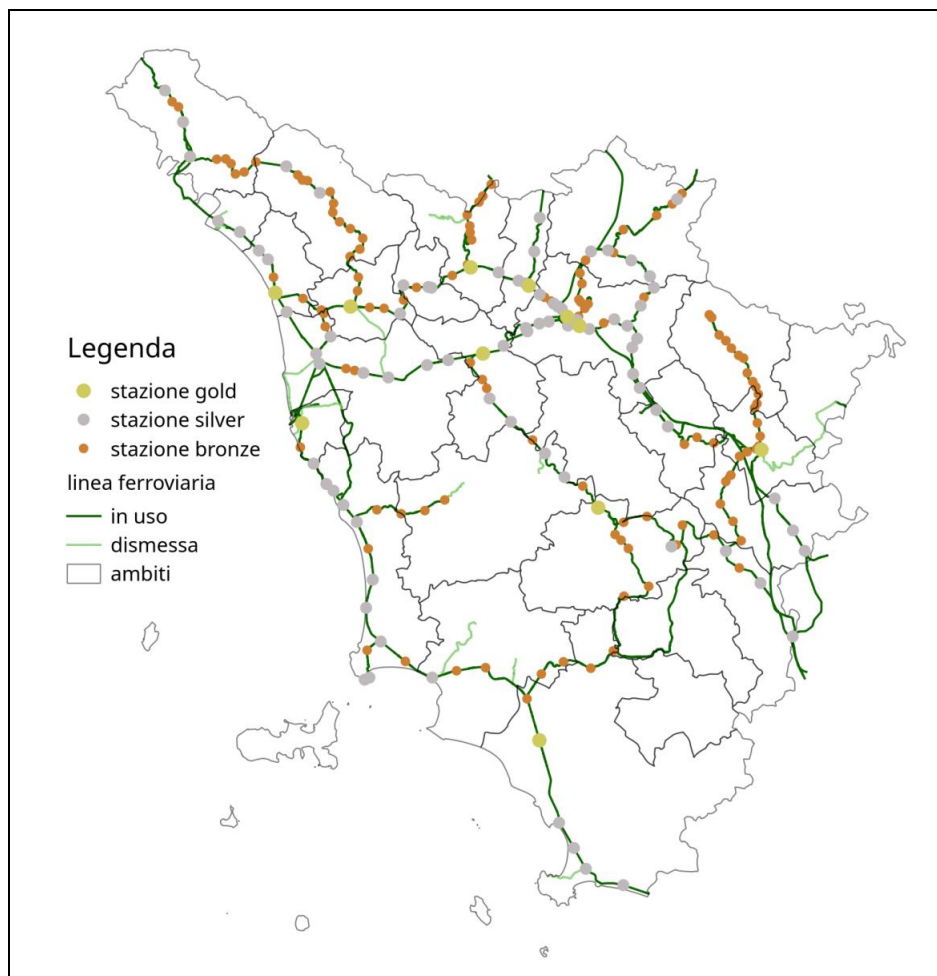 Legenda
stazione gold
stazione silver
stazione bronze
linea ferroviaria
in uso
dismessa
ambiti